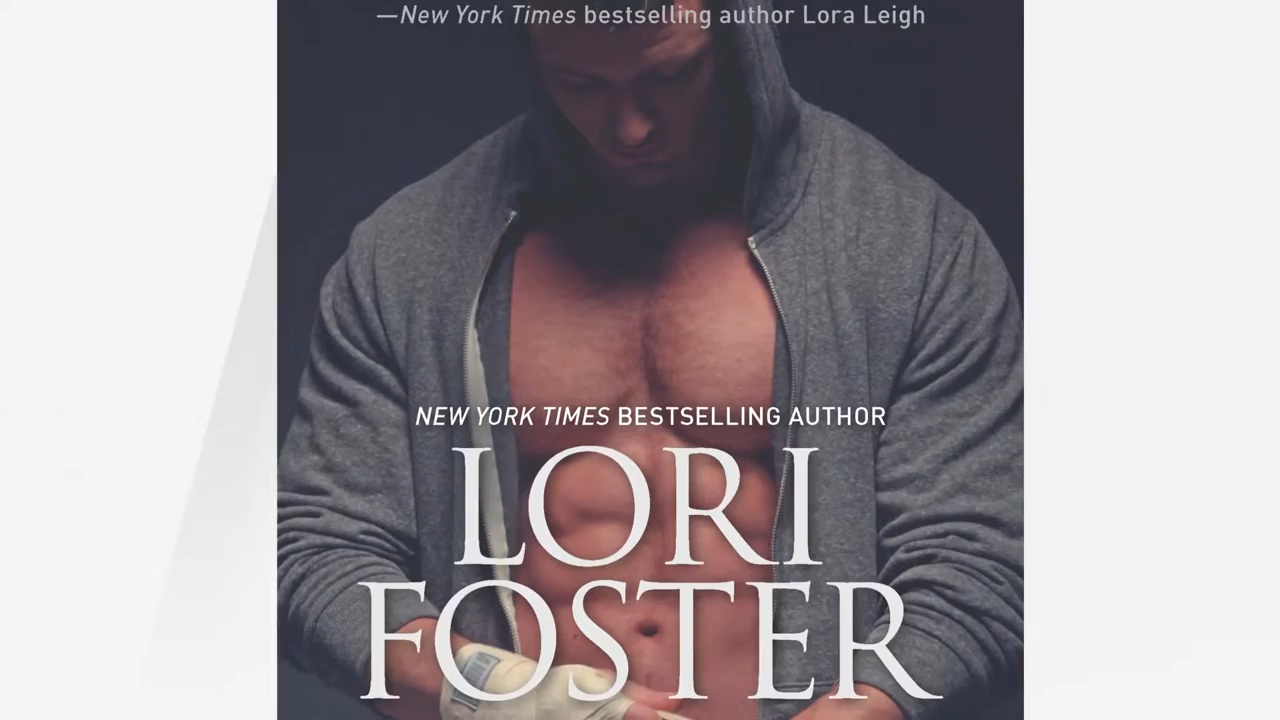 —New York Times bestselling author Lora Leigh
NEW YORK TIMES BESTSELLING AUTHOR
LORI
FOSTER